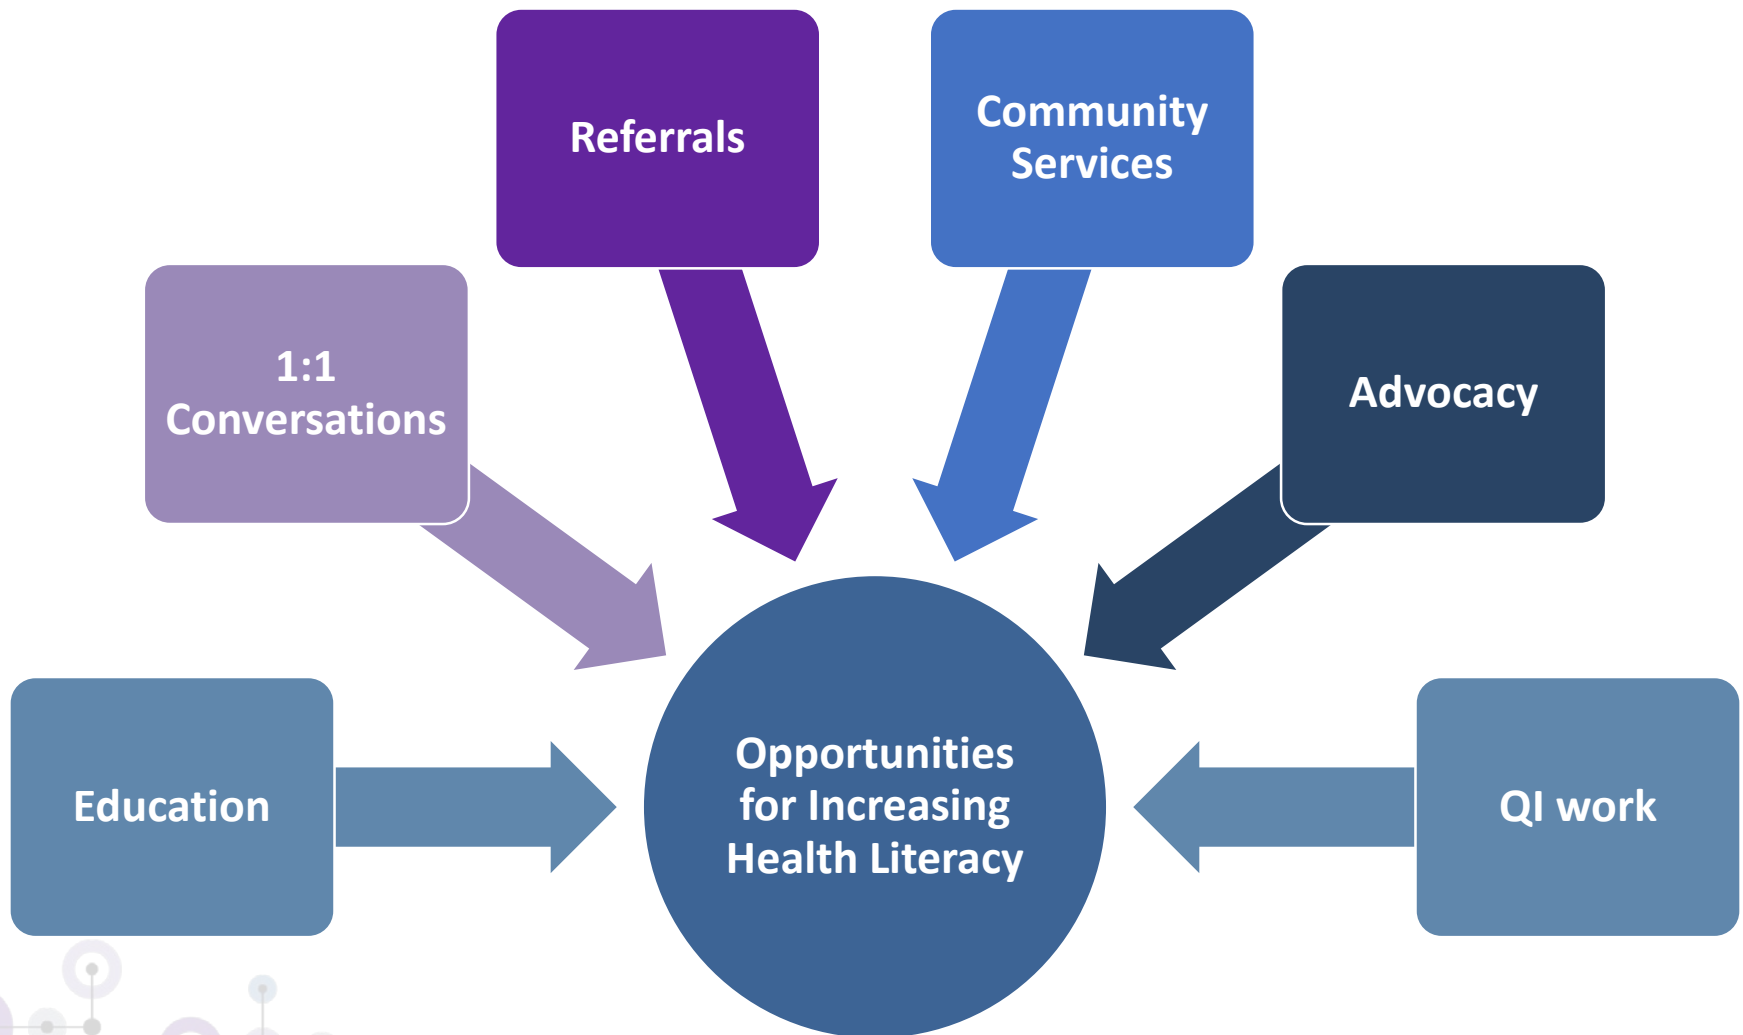 Referrals
Community
Services
1:1
Conversations
Advocacy
Education
Opportunities
for Increasing
Health Literacy
QI work